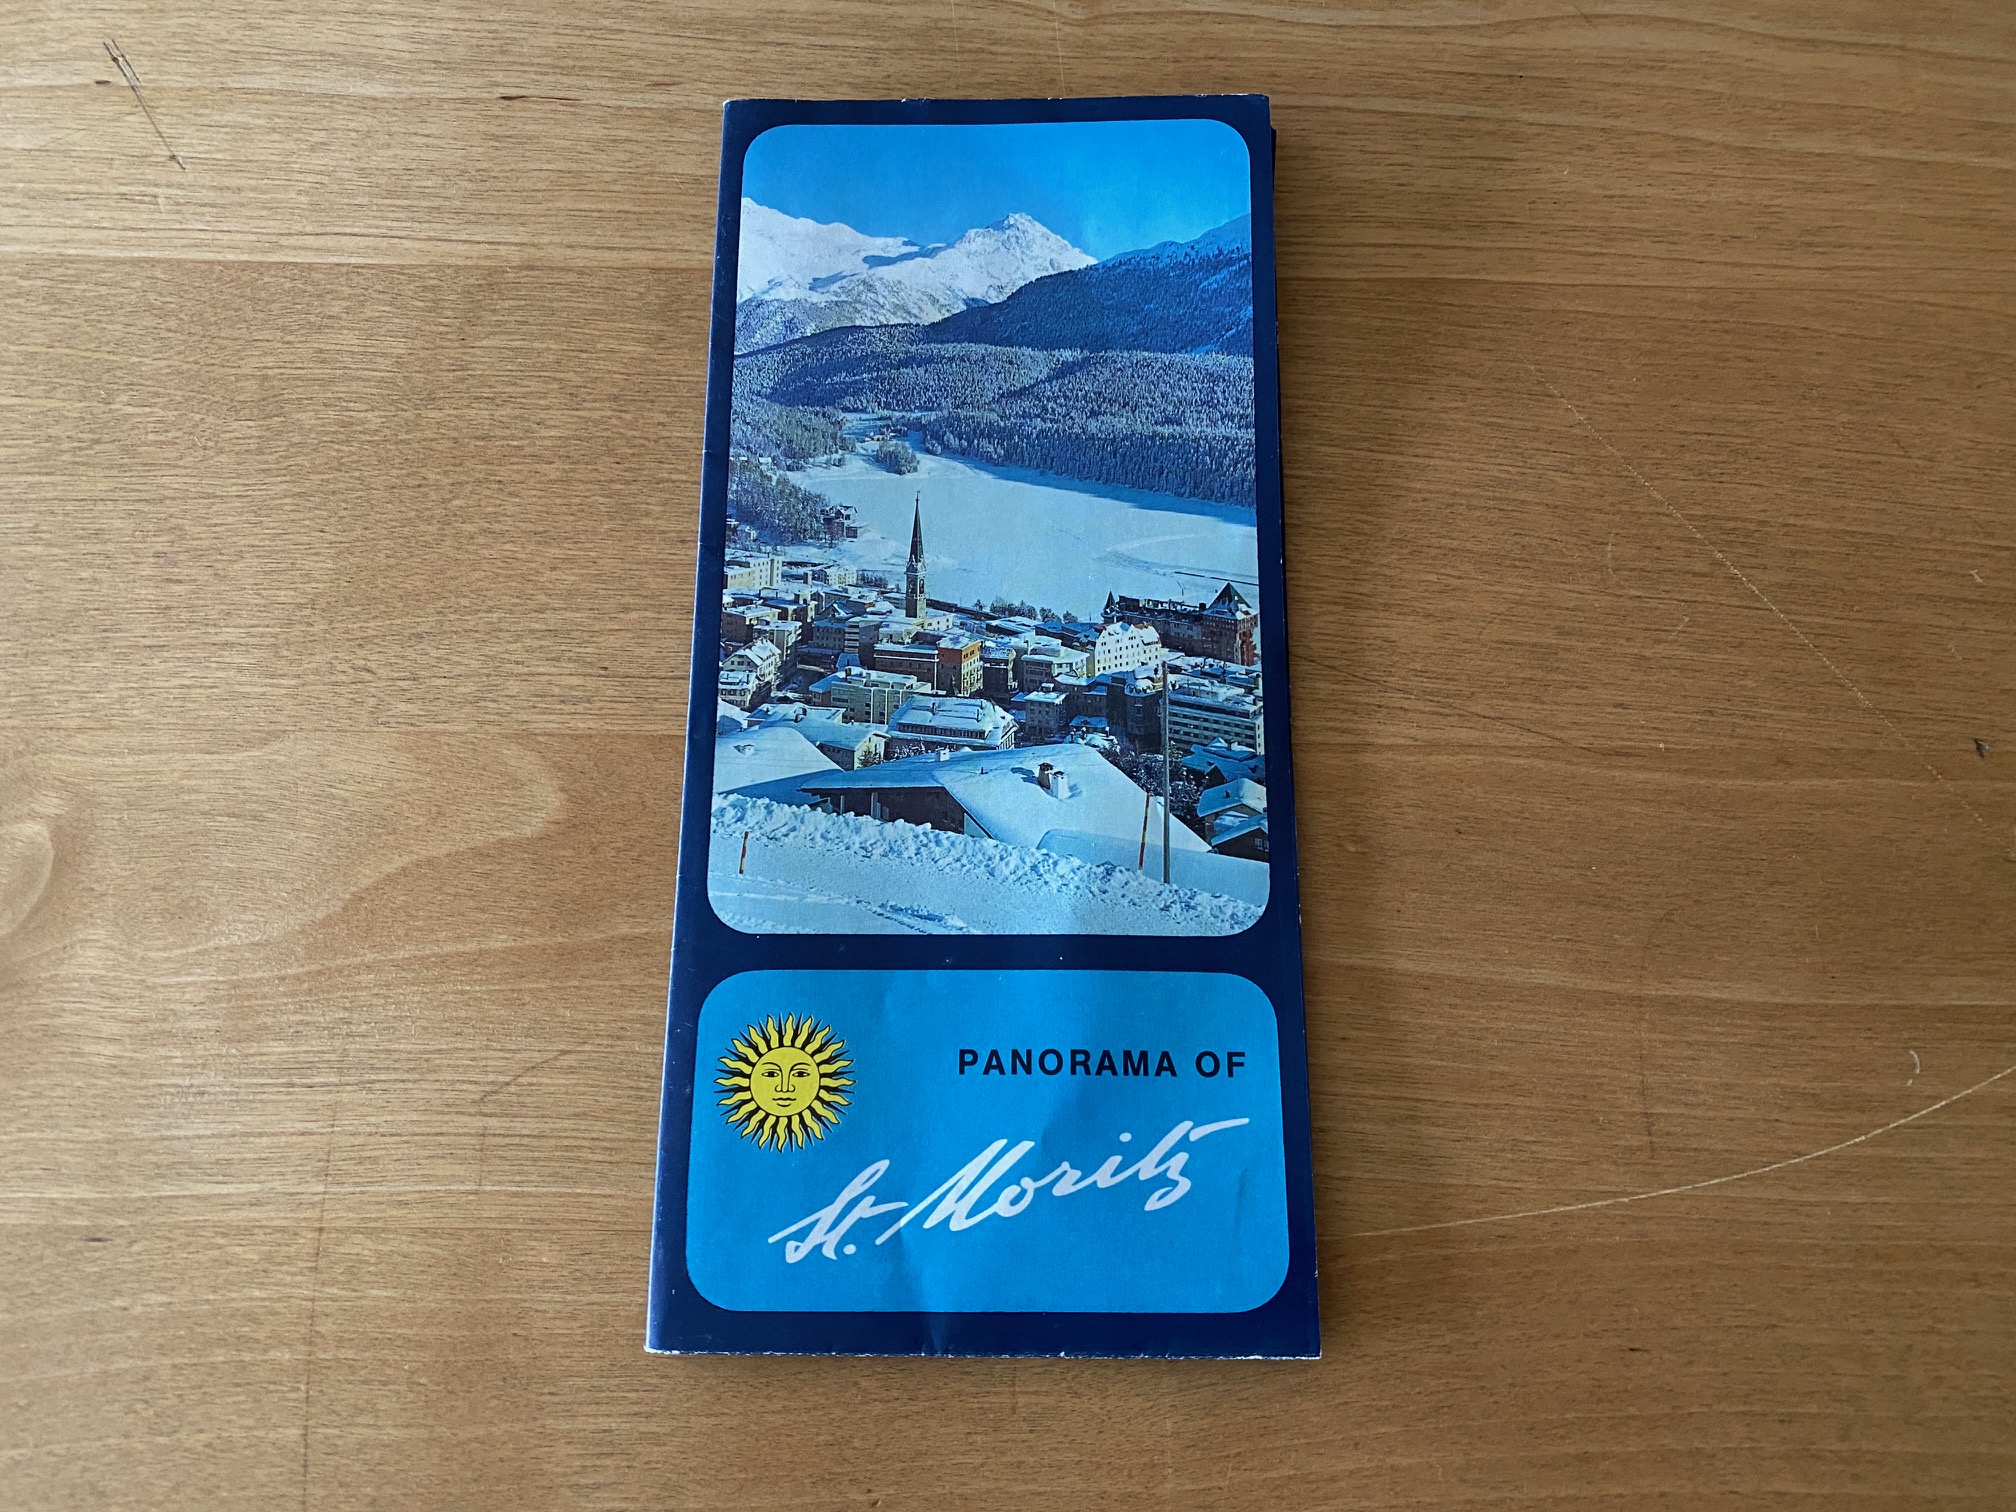 PANORAMA OF
St. Moritz